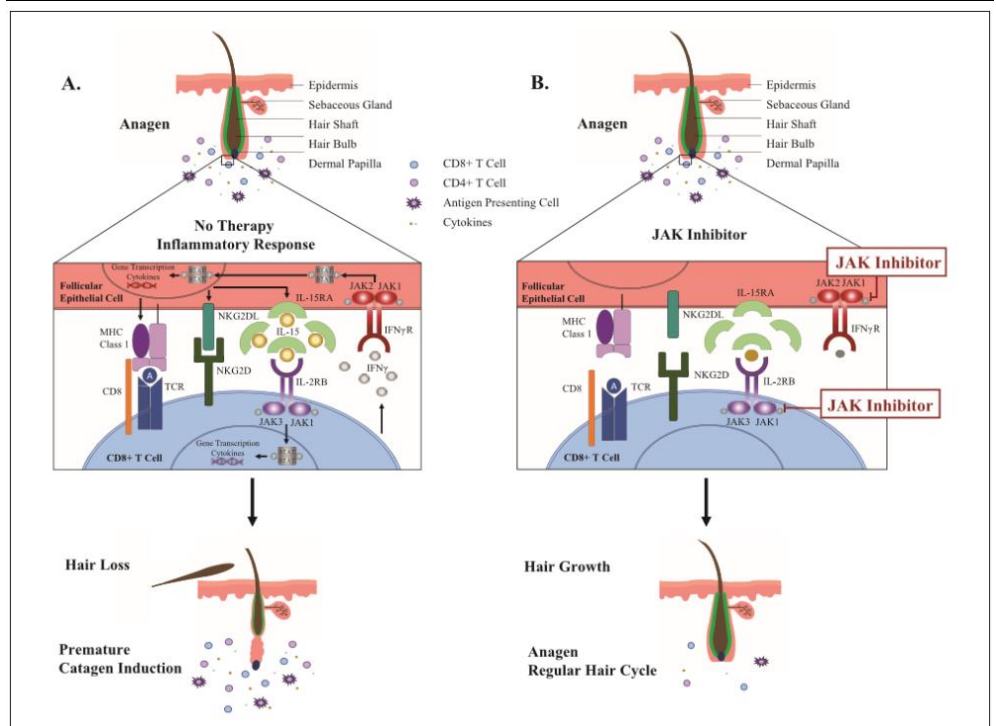 A.
Anagen
Epidermis
Sebaceous Gland
Hair Shaft
Hair Bulb
Dermal Papilla
CD8+ T Cell
CD4+ T Cell
Antigen Presenting Cell
Cytokines
No Therapy
Inflammatory Response
Gene Transcription
Cytokines
Follicular
Epithelial Cell
JAK2 JAK1
IL-15RA
NKG2DL
IFNγR
MHC
Class 1
IL-15
IFNγ
NKG2D
CD8
A
TCR
IL-2RB
JAK3 JAK1
Gene Transcription
Cytokines
CD8+ T Cell
Hair Loss
Premature
Catagen Induction
B.
Anagen
Epidermis
Sebaceous Gland
Hair Shaft
Hair Bulb
Dermal Papilla
JAK Inhibitor
JAK Inhibitor
Follicular
Epithelial Cell
JAK2 JAK1
IL-15RA
NKG2DL
IFNγR
MHC
Class 1
NKG2D
CD8
A
TCR
IL-2RB
JAK Inhibitor
JAK3 JAK1
CD8+ T Cell
Hair Growth
Anagen
Regular Hair Cycle